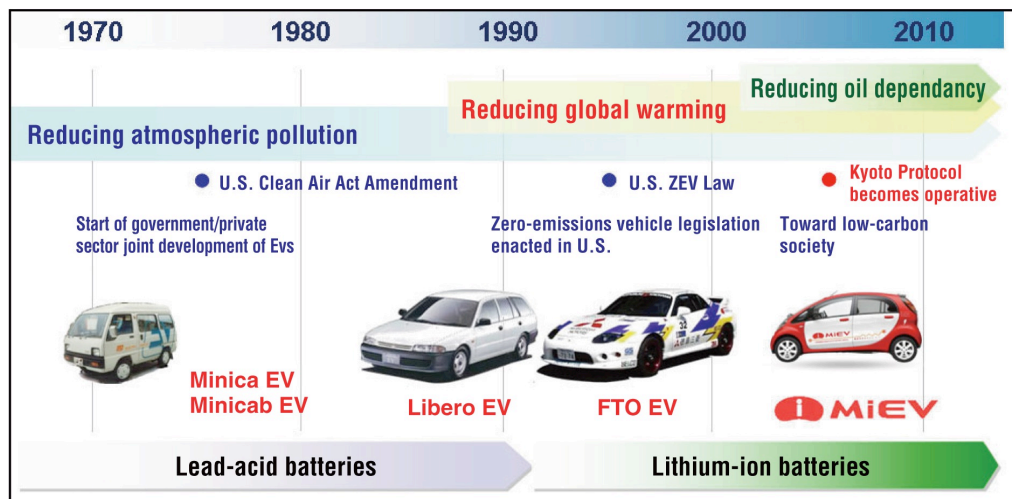 1970 1980 1990 2000 2010
Reducing oil dependancy
Reducing global warming
Reducing atmospheric pollution
U.S. Clean Air Act Amendment
U.S. ZEV Law
Kyoto Protocol
becomes operative
Start of government/private
sector joint development of Evs
Zero-emissions vehicle legislation
enacted in U.S.
Toward low-carbon
society
32
Minica EV
Minicab EV
Libero EV
FTO EV
i MiEV
Lead-acid batteries
Lithium-ion batteries